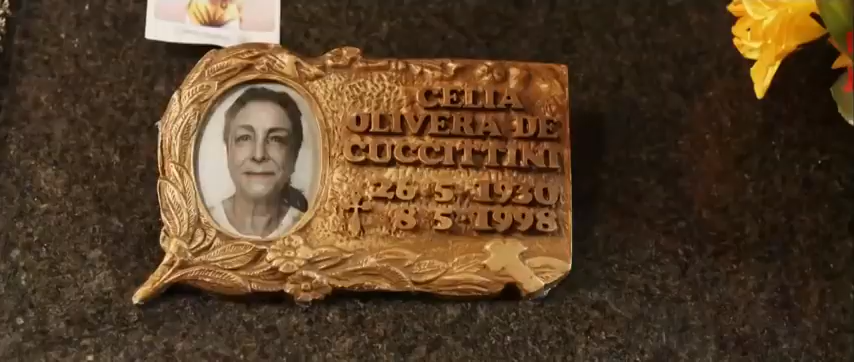 CELIA
OLIVERA DE
CUCCITTINI
26 5 1930
8 5 1998